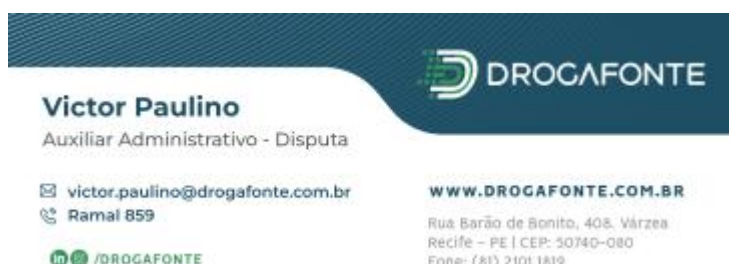 DROGAFONTE
Victor Paulino
Auxiliar Administrativo - Disputa
victor.paulino@drogafonte.com.br
Ramal 859
/DROGAFONTE
WWW.DROGAFONTE.COM.BR
Rua Barão de Bonito, 408. Várzea
Recife – PE | CEP: 50740-080
Fone: (81) 2101.1819